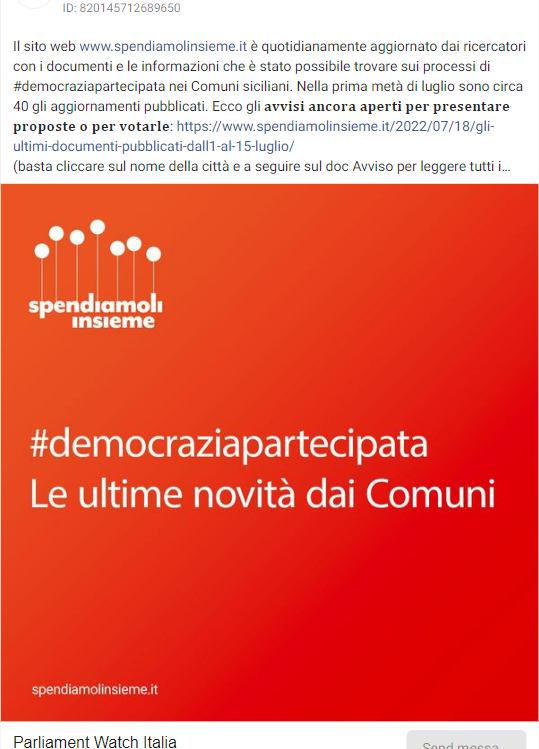 ID: 820145712689650
Il sito web www.spendiamolinsieme.it è quotidianamente aggiornato dai ricercatori
con i documenti e le informazioni che è stato possibile trovare sui processi di
#democraziapartecipata nei Comuni siciliani. Nella prima metà di luglio sono circa
40 gli aggiornamenti pubblicati. Ecco gli avvisi ancora aperti per presentare
proposte o per votarle: https://www.spendiamolinsieme.it/2022/07/18/gli-
ultimi-documenti-pubblicati-dall1-al-15-luglio/
(basta cliccare sul nome della città e a seguire sul doc Avviso per leggere tutti i...
spendiamoli
insieme
#democraziapartecipata
Le ultime novità dai Comuni
spendiamolinsieme.it
Parliament Watch Italia
Send messa...